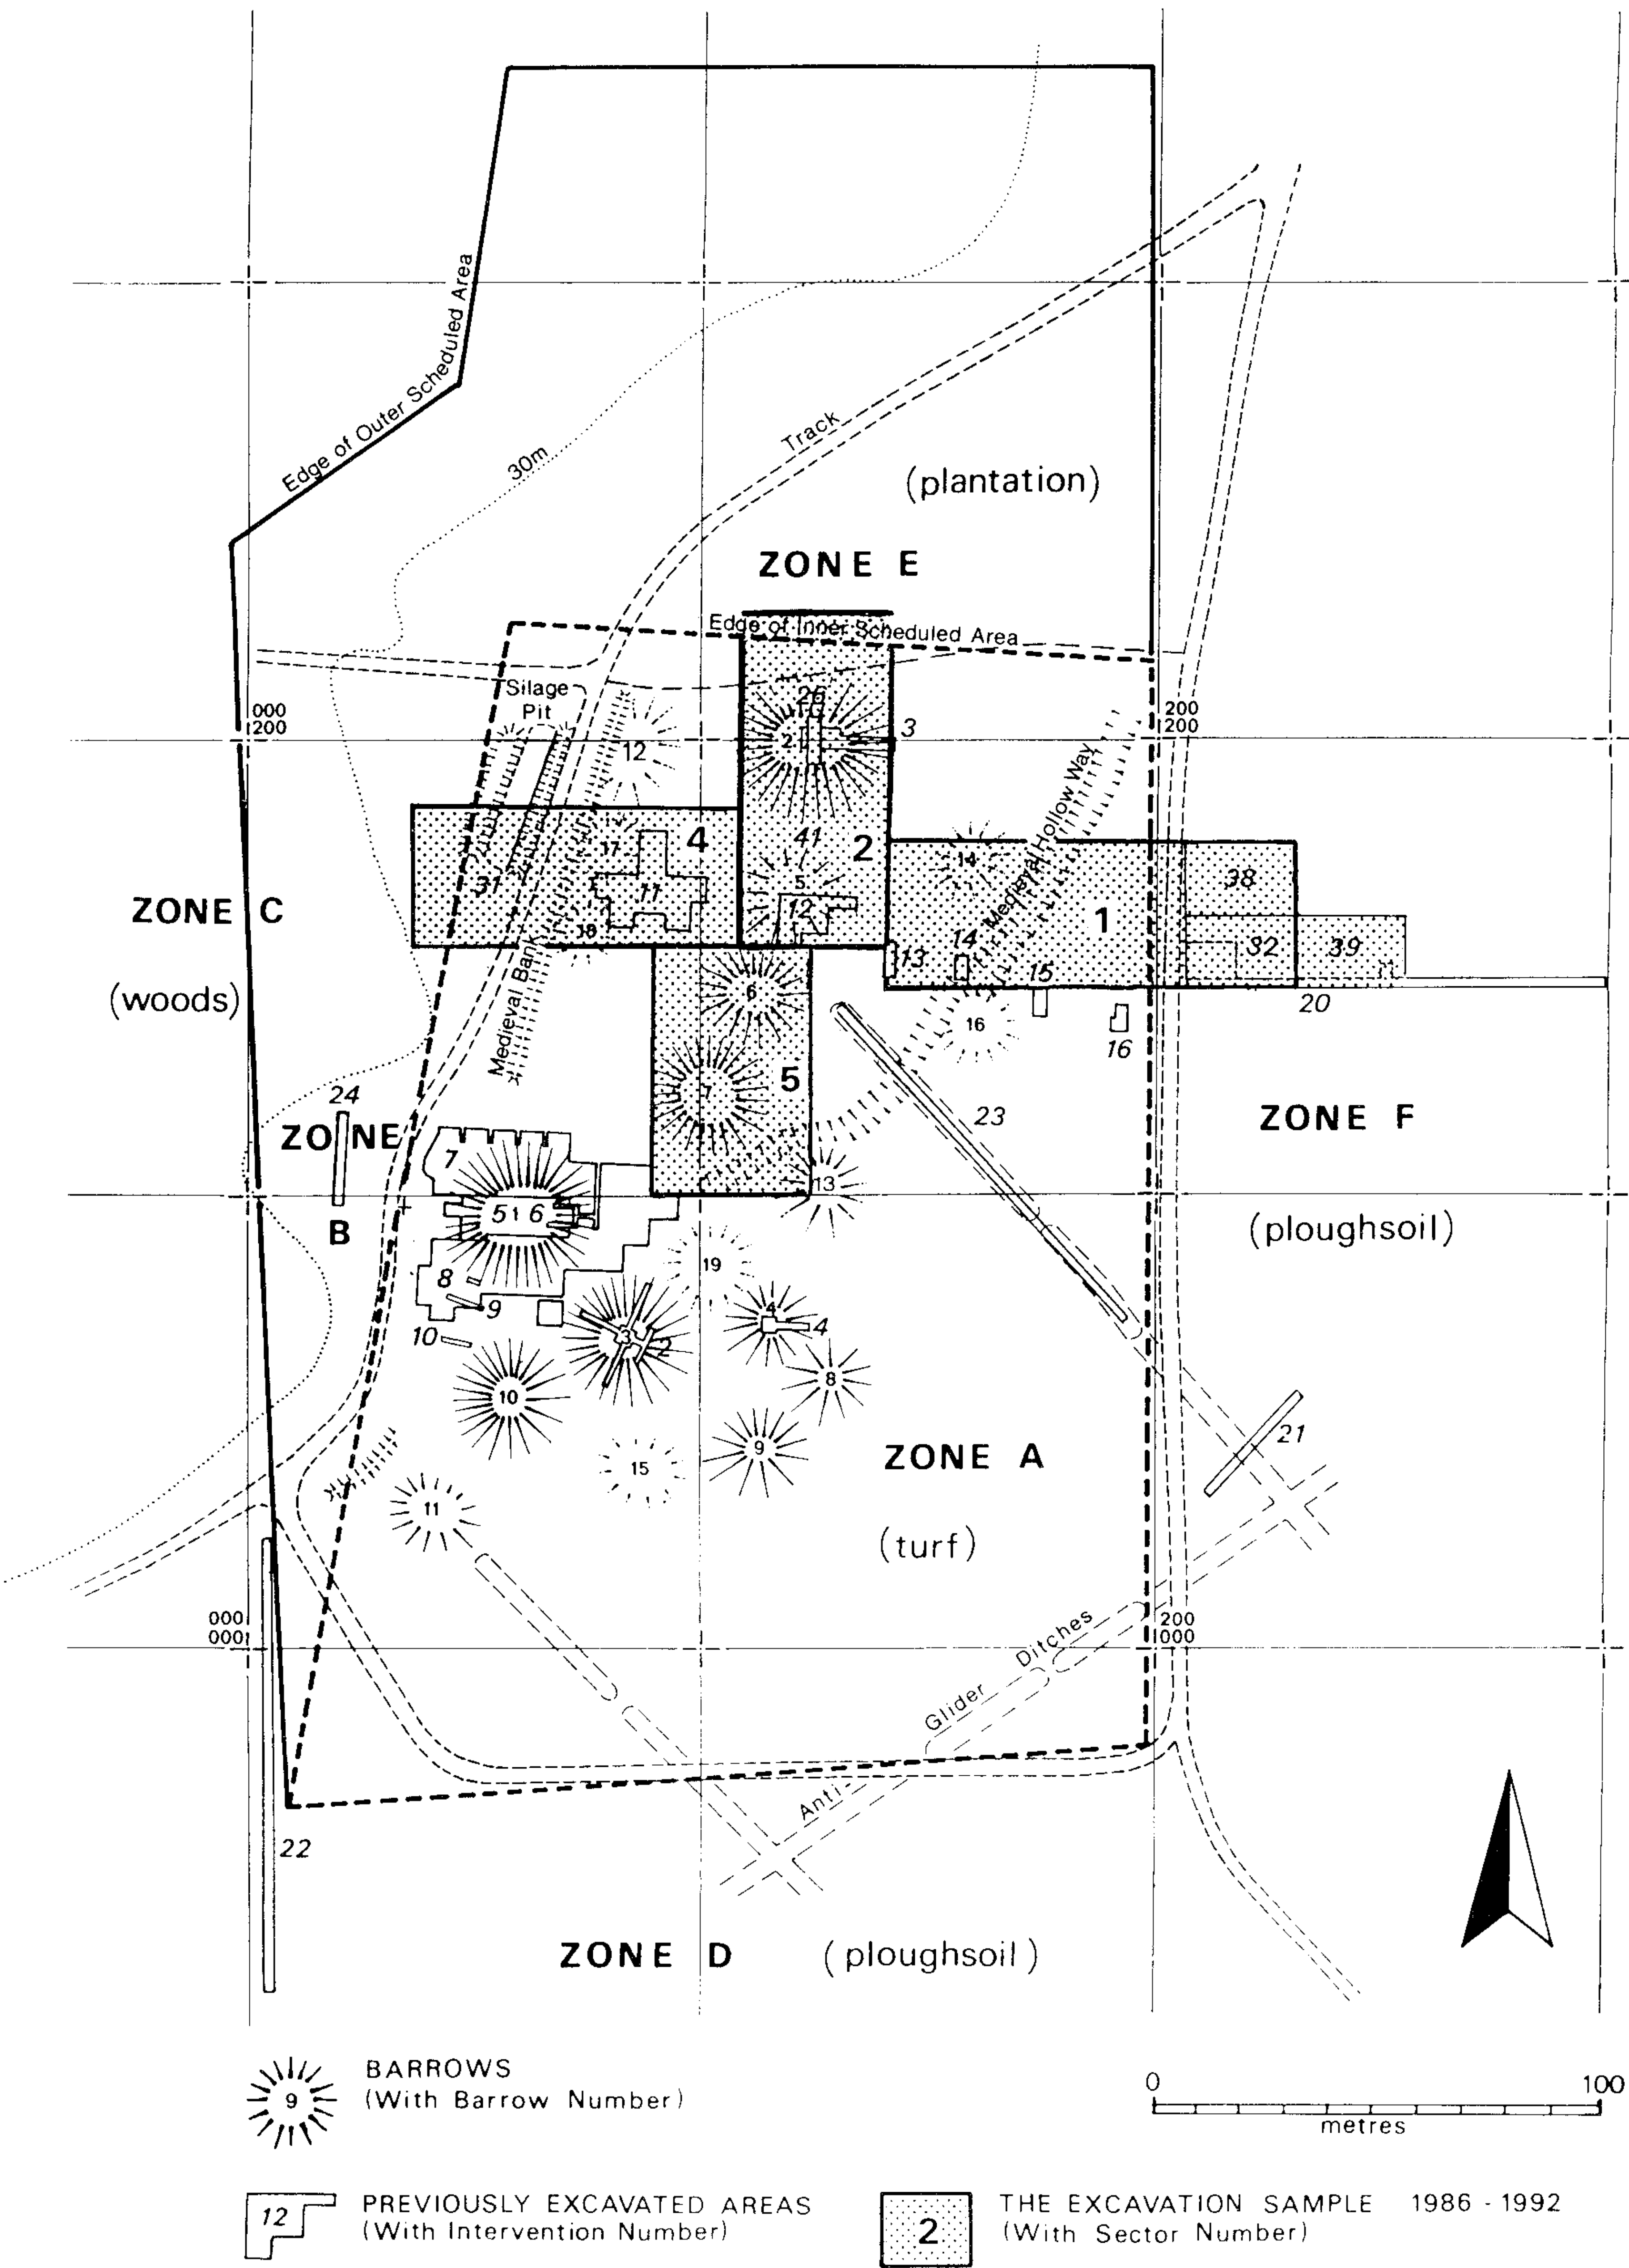 Edge of Outer Scheduled Area
30m
Track
(plantation)
ZONE E
Edge of Inner Scheduled Area
Silage
Pit
000
200
200
200
26
2
3
12
Medieval Hollow Way
17
4
41
2
14
31
11
5
12
38
ZONE C
18
1
14
13
15
32
39
(woods)
Medieval Bank
6
16
20
16
7
5
24
23
ZONE F
ZONE
B
7
5 1 6
13
(ploughsoil)
8
9
19
10
3
2
4
4
10
8
9
21
15
ZONE A
11
(turf)
000
000
200
000
Anti-
Glider
Ditches
22
ZONE D
(ploughsoil)
9
BARROWS
(With Barrow Number)
0
100
metres
12
PREVIOUSLY EXCAVATED AREAS
(With Intervention Number)
2
THE EXCAVATION SAMPLE 1986 - 1992
(With Sector Number)